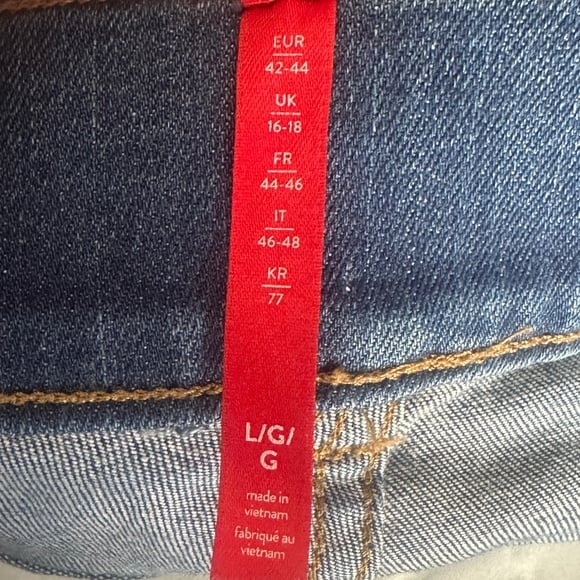 EUR
42-44
UK
16-18
FR
44-46
IT
46-48
KR
77
L/G/
G
made in
vietnam
fabriqué au
vietnam